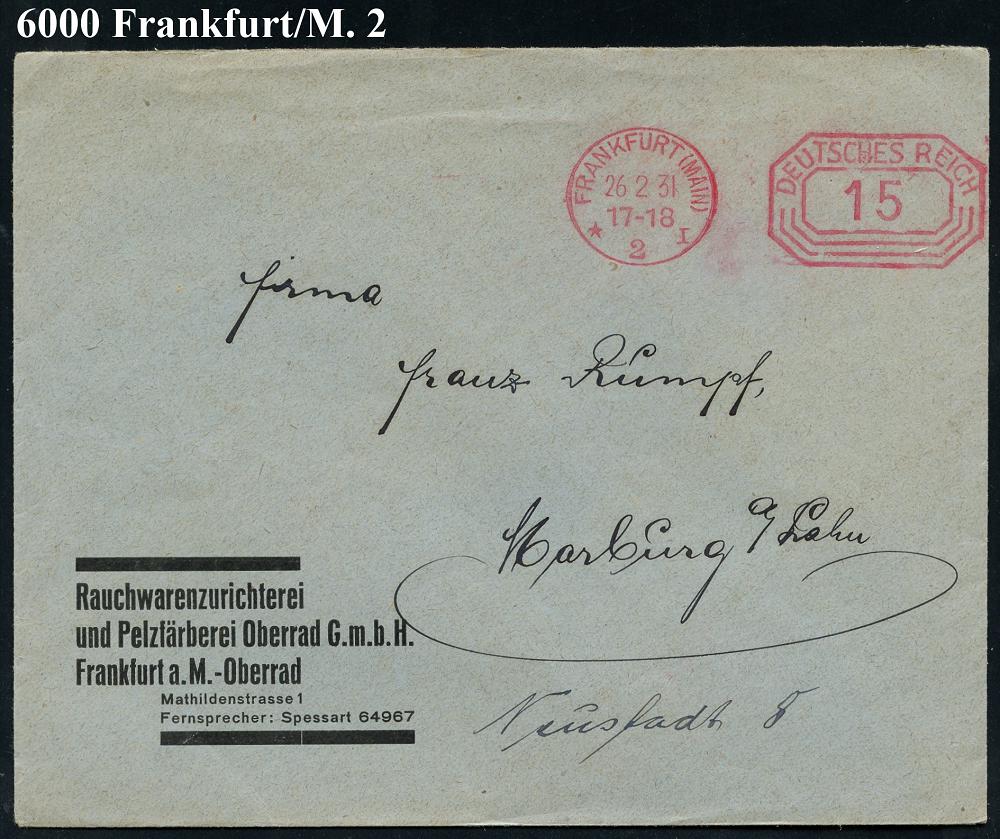 6000 Frankfurt/M. 2
FRANKFURT (MAIN)
26 2 31
17-18
* 2 I
DEUTSCHES REICH
15
Firma
Franz Rumpf,
Marburg a/Lahn
Rauchwarenzurichterei
und Pelzfärberei Oberrad G.m.b.H.
Frankfurt a. M.-Oberrad
Mathildenstrasse 1
Fernsprecher: Spessart 64967
Neustadt 8